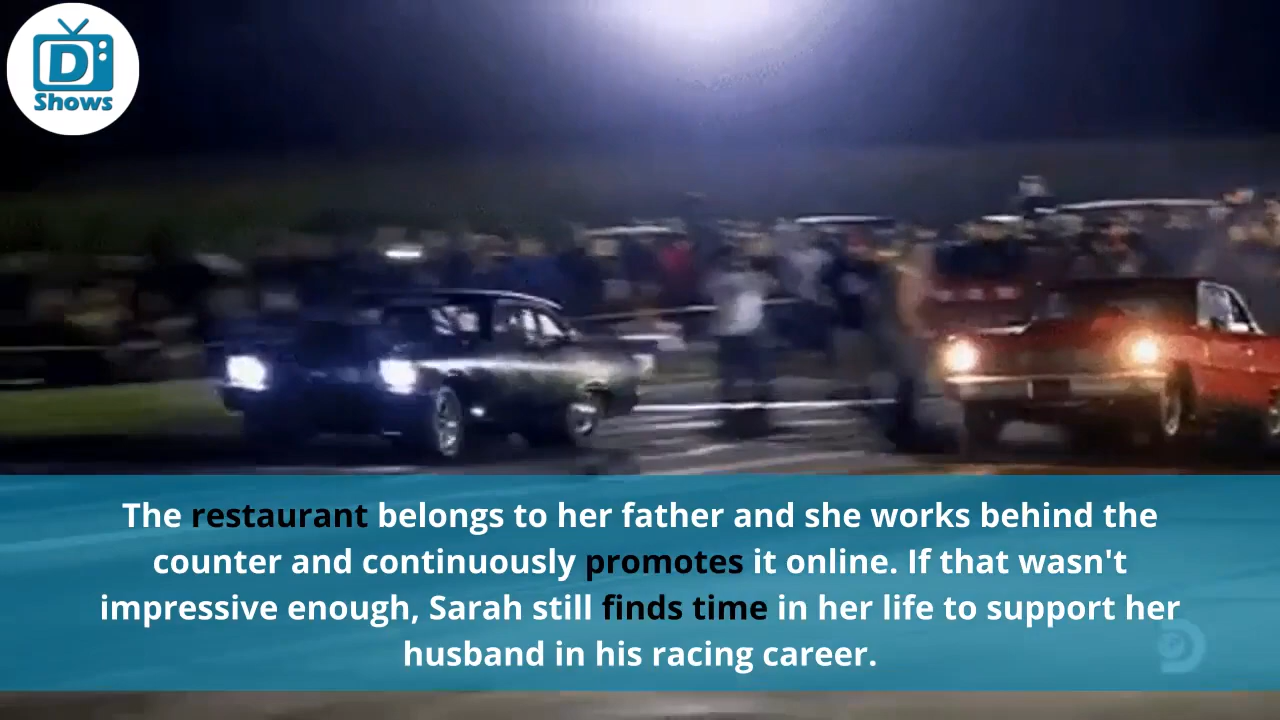 D
Shows
The restaurant belongs to her father and she works behind the
counter and continuously promotes it online. If that wasn't
impressive enough, Sarah still finds time in her life to support her
husband in his racing career.
D